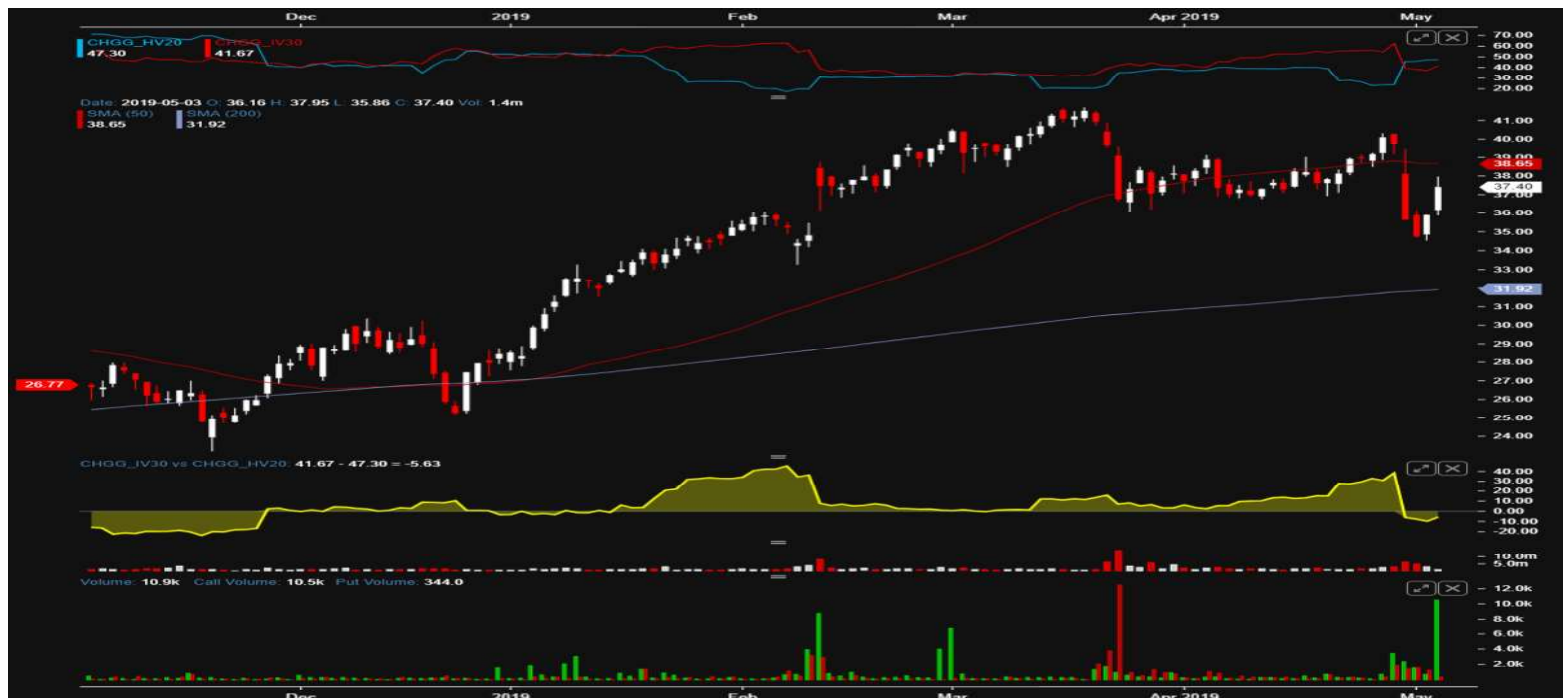 Dec 2019 Feb Mar Apr 2019 May
CHGG_HV20 CHGG_IV30
47.30 41.67
70.00
60.00
50.00
40.00
30.00
20.00
Date: 2019-05-03 O: 36.16 H: 37.95 L: 35.86 C: 37.40 Vol: 1.4m
SMA (50) SMA (200)
38.65 31.92
41.00
40.00
39.00
38.65
38.00
37.40
37.00
36.00
35.00
34.00
33.00
31.92
31.00
30.00
29.00
28.00
26.77
27.00
26.00
25.00
24.00
CHGG_IV30 vs CHGG_HV20: 41.67 - 47.30 = -5.63
40.00
30.00
20.00
10.00
0.00
-10.00
-20.00
10.0m
5.0m
Volume: 10.9k Call Volume: 10.5k Put Volume: 344.0
12.0k
10.0k
8.0k
6.0k
4.0k
2.0k
Dec 2019 Feb Mar Apr 2019 May